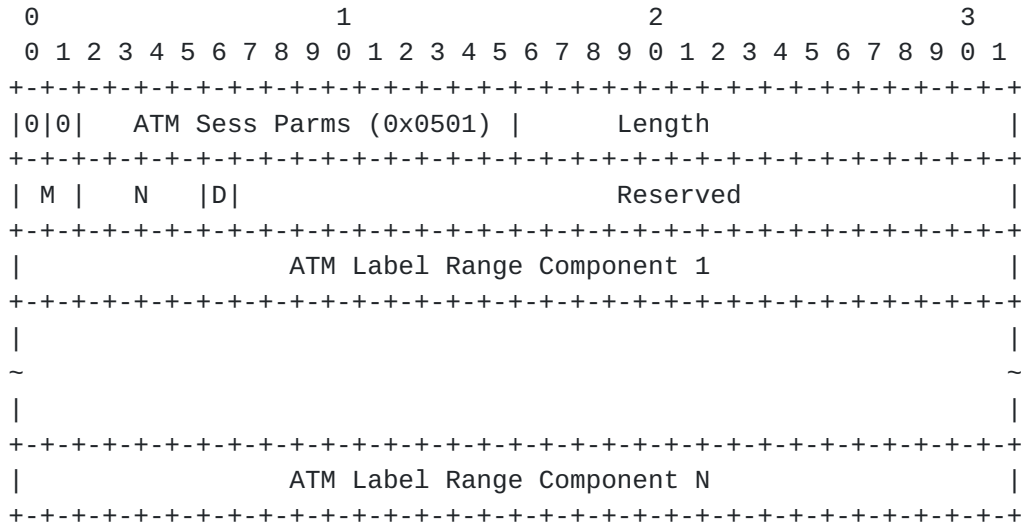 0                   1                   2                   3
 0 1 2 3 4 5 6 7 8 9 0 1 2 3 4 5 6 7 8 9 0 1 2 3 4 5 6 7 8 9 0 1
+-+-+-+-+-+-+-+-+-+-+-+-+-+-+-+-+-+-+-+-+-+-+-+-+-+-+-+-+-+-+-+-+
|0|0|   ATM Sess Parms (0x0501) |      Length                   |
+-+-+-+-+-+-+-+-+-+-+-+-+-+-+-+-+-+-+-+-+-+-+-+-+-+-+-+-+-+-+-+-+
| M |   N   |D|                        Reserved                 |
+-+-+-+-+-+-+-+-+-+-+-+-+-+-+-+-+-+-+-+-+-+-+-+-+-+-+-+-+-+-+-+-+
|                 ATM Label Range Component 1                   |
+-+-+-+-+-+-+-+-+-+-+-+-+-+-+-+-+-+-+-+-+-+-+-+-+-+-+-+-+-+-+-+-+
|                                                               |
~                                                               ~
|                                                               |
+-+-+-+-+-+-+-+-+-+-+-+-+-+-+-+-+-+-+-+-+-+-+-+-+-+-+-+-+-+-+-+-+
|                 ATM Label Range Component N                   |
+-+-+-+-+-+-+-+-+-+-+-+-+-+-+-+-+-+-+-+-+-+-+-+-+-+-+-+-+-+-+-+-+